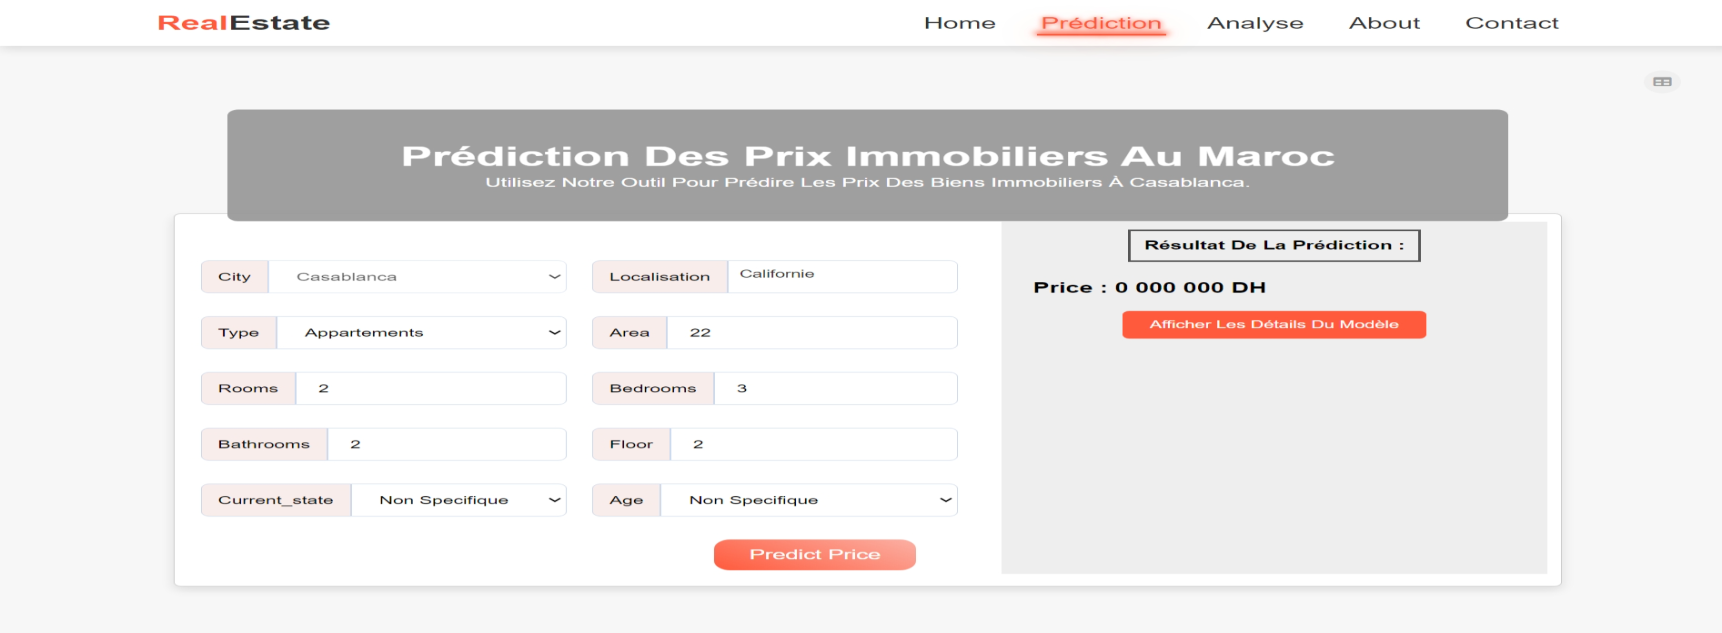 RealEstate Home Prédiction Analyse About Contact
Prédiction Des Prix Immobiliers Au Maroc
Utilisez Notre Outil Pour Prédire Les Prix Des Biens Immobiliers À Casablanca.
City Casablanca Localisation Californie
Type Appartements Area 22
Rooms 2 Bedrooms 3
Bathrooms 2 Floor 2
Current_state Non Specifique Age Non Specifique
Predict Price
Résultat De La Prédiction :
Price : 0 000 000 DH
Afficher Les Détails Du Modèle